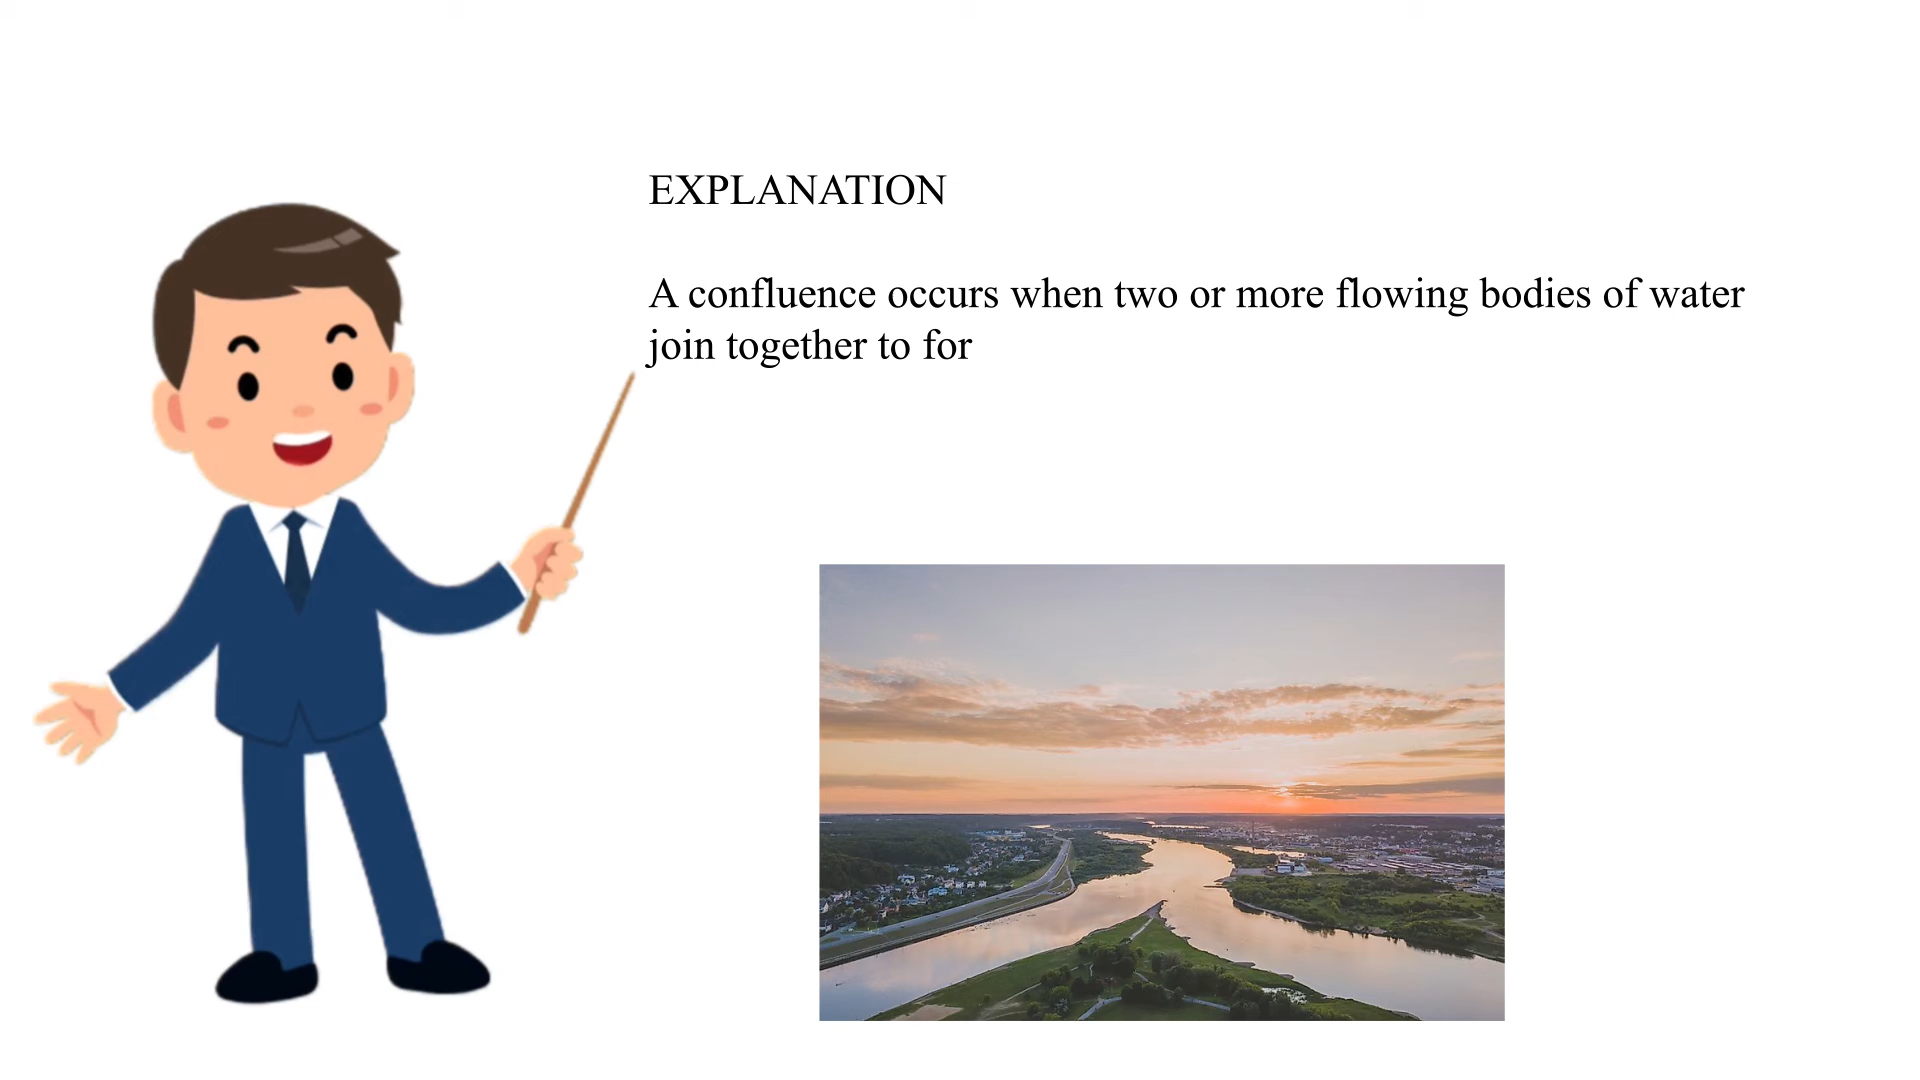 EXPLANATION
A confluence occurs when two or more flowing bodies of water
join together to for